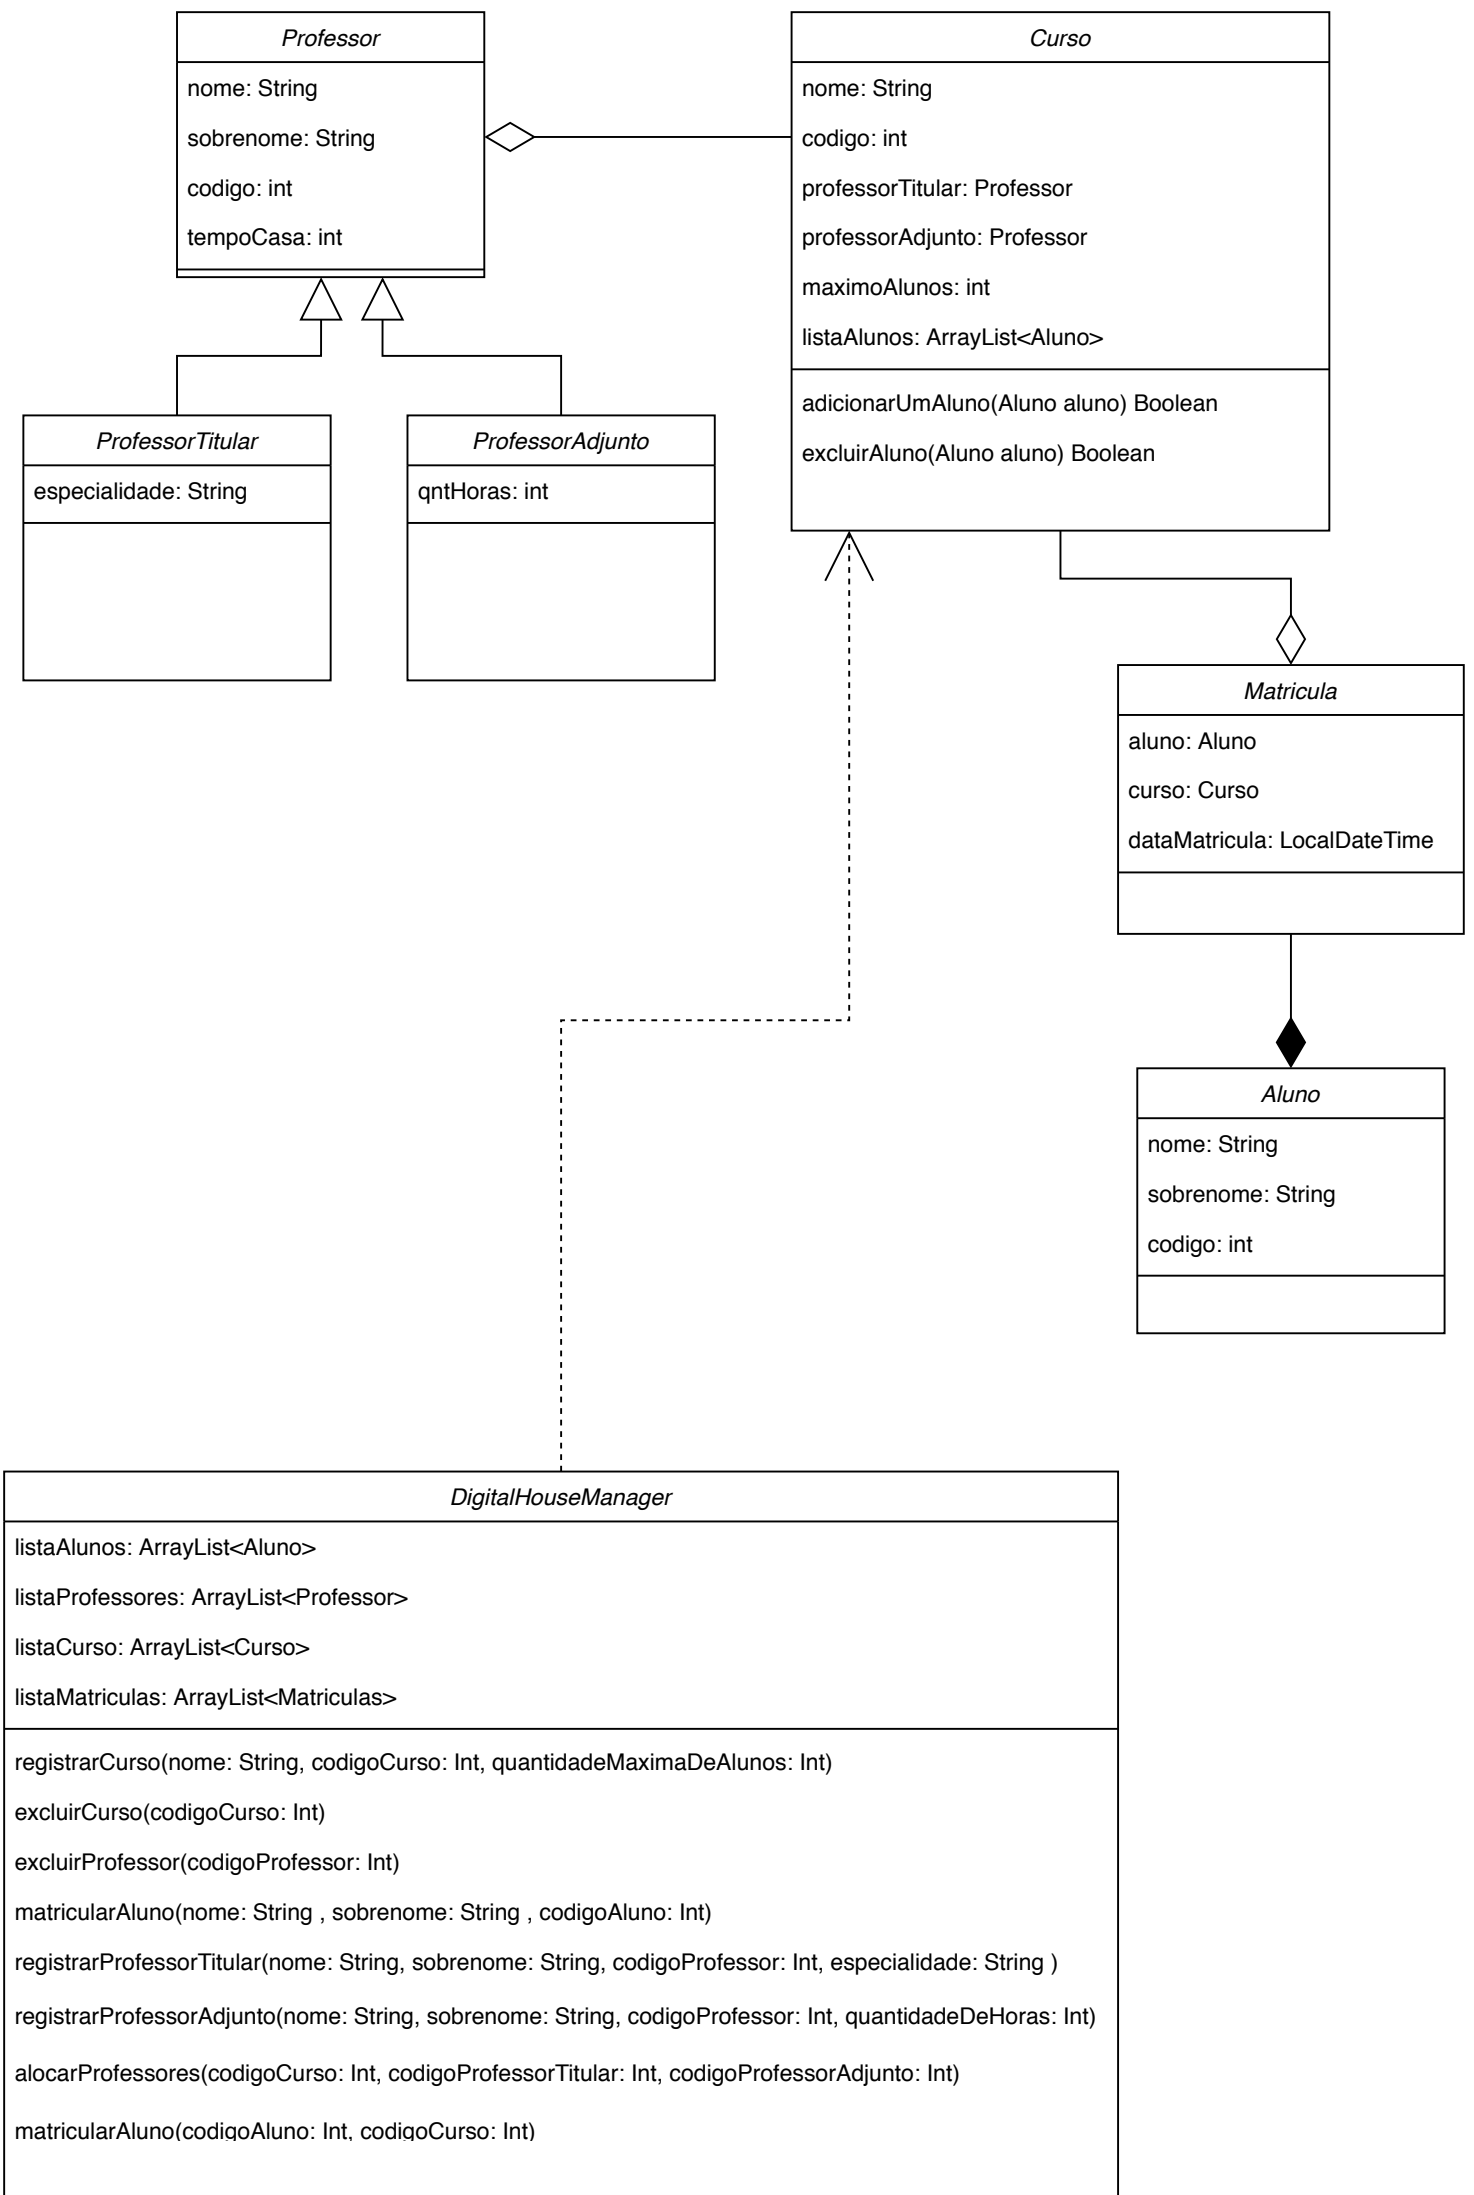 Professor
nome: String
sobrenome: String
codigo: int
tempoCasa: int
Curso
nome: String
codigo: int
professorTitular: Professor
professorAdjunto: Professor
maximoAlunos: int
listaAlunos: ArrayList<Aluno>
adicionarUmAluno(Aluno aluno) Boolean
excluirAluno(Aluno aluno) Boolean
ProfessorTitular
especialidade: String
ProfessorAdjunto
qntHoras: int
Matricula
aluno: Aluno
curso: Curso
dataMatricula: LocalDateTime
Aluno
nome: String
sobrenome: String
codigo: int
DigitalHouseManager
listaAlunos: ArrayList<Aluno>
listaProfessores: ArrayList<Professor>
listaCurso: ArrayList<Curso>
listaMatriculas: ArrayList<Matriculas>
registrarCurso(nome: String, codigoCurso: Int, quantidadeMaximaDeAlunos: Int)
excluirCurso(codigoCurso: Int)
excluirProfessor(codigoProfessor: Int)
matricularAluno(nome: String , sobrenome: String , codigoAluno: Int)
registrarProfessorTitular(nome: String, sobrenome: String, codigoProfessor: Int, especialidade: String )
registrarProfessorAdjunto(nome: String, sobrenome: String, codigoProfessor: Int, quantidadeDeHoras: Int)
alocarProfessores(codigoCurso: Int, codigoProfessorTitular: Int, codigoProfessorAdjunto: Int)
matricularAluno(codigoAluno: Int, codigoCurso: Int)